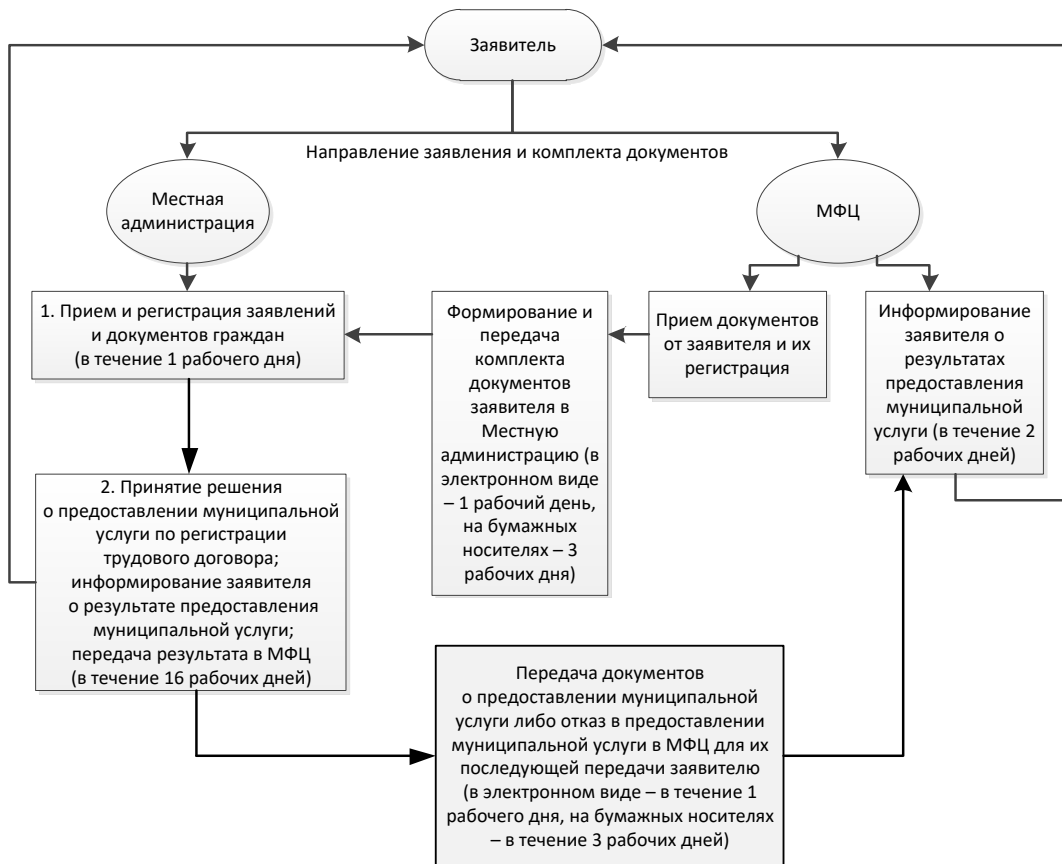 Заявитель
Направление заявления и комплекта документов
Местная
администрация
МФЦ
1. Прием и регистрация заявлений
и документов граждан
(в течение 1 рабочего дня)
Формирование и
передача
комплекта
документов
заявителя в
Местную
администрацию (в
электронном виде
– 1 рабочий день,
на бумажных
носителях – 3
рабочих дня)
Прием документов
от заявителя и их
регистрация
Информирование
заявителя о
результатах
предоставления
муниципальной
услуги (в течение 2
рабочих дней)
2. Принятие решения
о предоставлении муниципальной
услуги по регистрации
трудового договора;
информирование заявителя
о результате предоставления
муниципальной услуги;
передача результата в МФЦ
(в течение 16 рабочих дней)
Передача документов
о предоставлении муниципальной
услуги либо отказ в предоставлении
муниципальной услуги в МФЦ для их
последующей передачи заявителю
(в электронном виде – в течение 1
рабочего дня, на бумажных носителях
– в течение 3 рабочих дней)